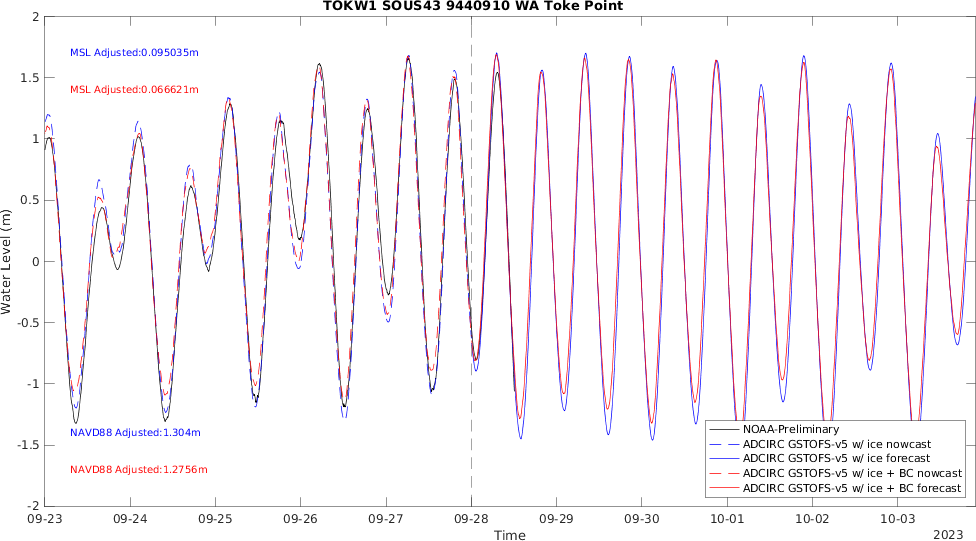 TOKW1 SOUS43 9440910 WA Toke Point
2
1.5
1
0.5
0
-0.5
-1
-1.5
-2
Water Level (m)
MSL Adjusted:0.095035m
MSL Adjusted:0.066621m
NAVD88 Adjusted:1.304m
NAVD88 Adjusted:1.2756m
NOAA-Preliminary
ADCIRC GSTOFS-v5 w/ ice nowcast
ADCIRC GSTOFS-v5 w/ ice forecast
ADCIRC GSTOFS-v5 w/ ice + BC nowcast
ADCIRC GSTOFS-v5 w/ ice + BC forecast
09-23 09-24 09-25 09-26 09-27 09-28 09-29 09-30 10-01 10-02 10-03
Time
2023